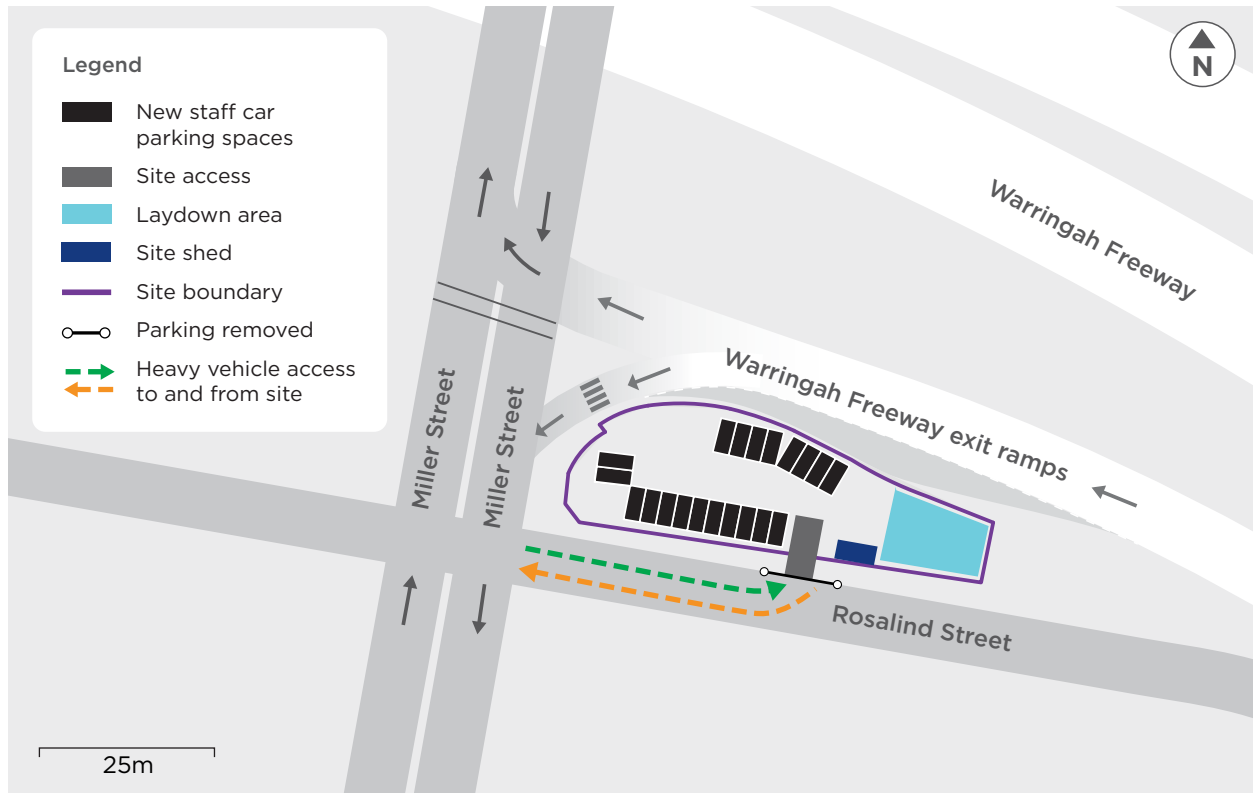 Legend
New staff car
parking spaces
Site access
Laydown area
Site shed
Site boundary
Parking removed
Heavy vehicle access
to and from site
N
Warringah Freeway
Warringah Freeway exit ramps
Miller Street
Miller Street
Rosalind Street
25m